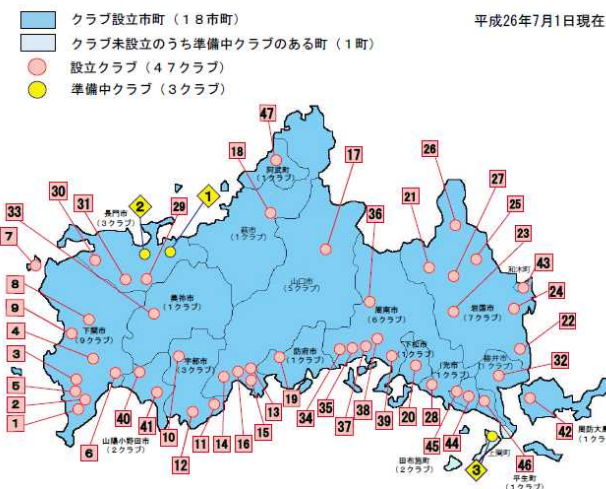 クラブ設立市町（１８市町）
平成26年7月1日現在
クラブ未設立のうち準備中クラブのある町（１町）
設立クラブ（４７クラブ）
準備中クラブ（３クラブ）
47
18
17
26
阿武町
（1クラブ）
2
1
30
31
長門市
（3クラブ）
29
36
21
27
25
33
萩市
（1クラブ）
23
7
和木町
43
山口市
（5クラブ）
8
美祢市
（1クラブ）
周南市
（6クラブ）
岩国市
（7クラブ）
24
9
下関市
（9クラブ）
4
22
宇部市
（3クラブ）
防府市
（1クラブ）
下松市
（1クラブ）
光市
（1クラブ）
柳井市
（1クラブ）
32
3
5
2
1
6
40
41
10
12
11
14
16
13
15
19
34
35
37
38
39
20
28
45
44
46
42
山陽小野田市
（2クラブ）
周防大島
（1クラブ
上関町
田布施町
（2クラブ）
3
平生町
（1クラブ）